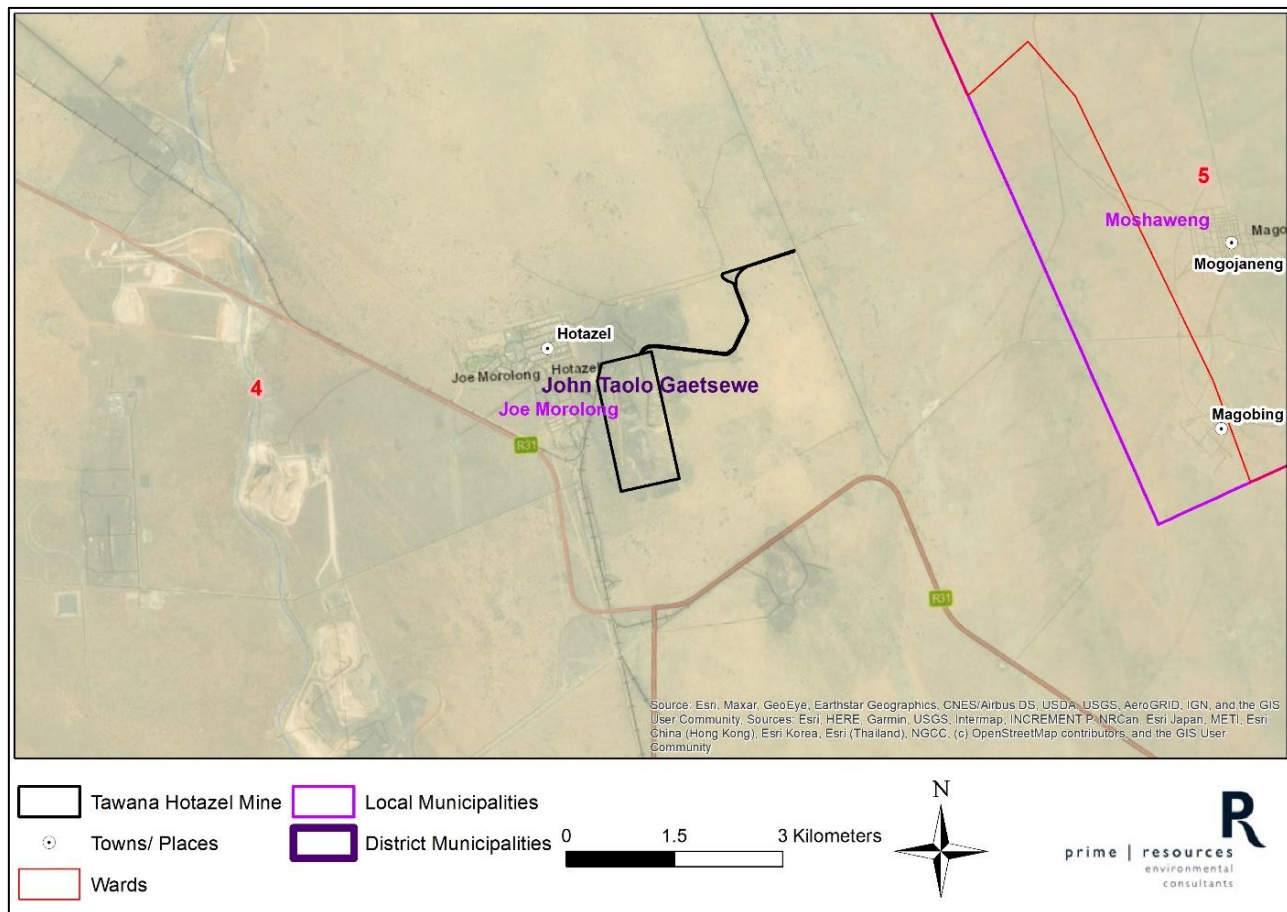 5
Moshaweng
Mago
Mogojaneng
Hotazel
Joe Morolong Hotazel
John Taolo Gaetsewe
4
Joe Morolong
Magobing
R31
R31
Source: Esri, Maxar, GeoEye, Earthstar Geographics, CNES/Airbus DS, USDA, USGS, AeroGRID, IGN, and the GIS
User Community, Sources: Esri, HERE, Garmin, USGS, Intermap, INCREMENT P, NRCan, Esri Japan, METI, Esri
China (Hong Kong), Esri Korea, Esri (Thailand), NGCC, (c) OpenStreetMap contributors, and the GIS User
Community
Tawana Hotazel Mine
Local Municipalities
Towns/ Places
District Municipalities
Wards
0 1.5 3 Kilometers
N
R
prime | resources
environmental
consultants